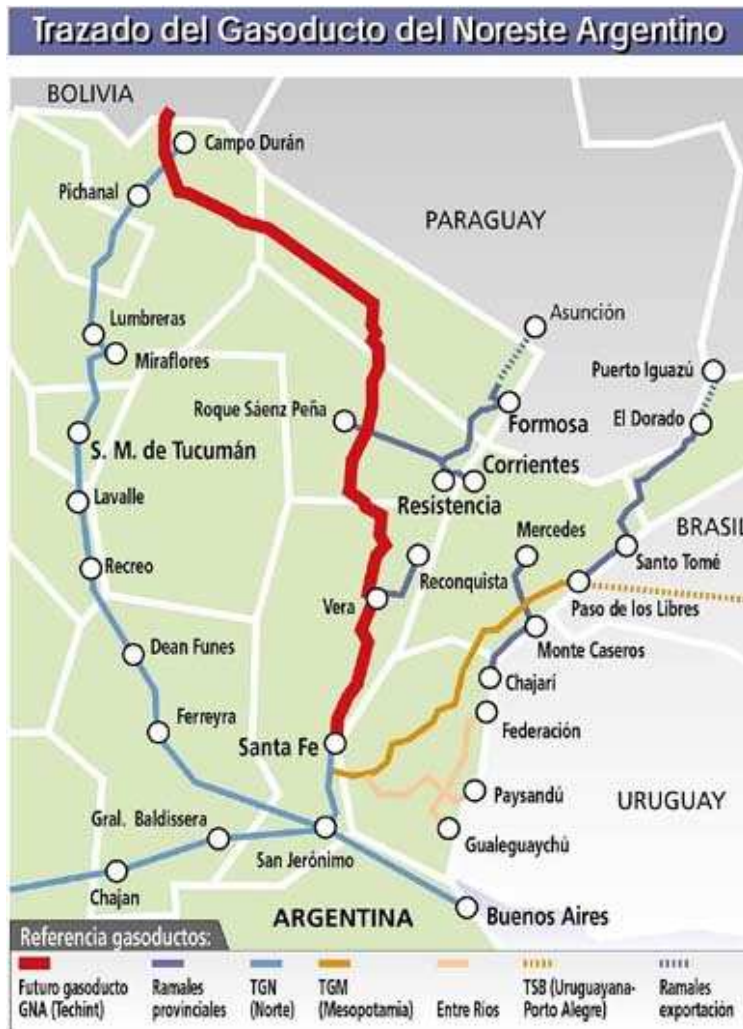 Trazado del Gasoducto del Noreste Argentino
BOLIVIA
Campo Durán
Pichanal
PARAGUAY
Asunción
Lumbreras
Miraflores
Puerto Iguazú
Roque Sáenz Peña
Formosa
El Dorado
S. M. de Tucumán
Corrientes
Resistencia
Lavalle
Mercedes
BRASIL
Recreo
Reconquista
Santo Tomé
Vera
Paso de los Libres
Dean Funes
Monte Caseros
Chajarí
Ferreyra
Santa Fe
Federación
Paysandú
URUGUAY
Gral. Baldissera
San Jerónimo
Gualeguaychú
Chajan
ARGENTINA
Buenos Aires
Referencia gasoductos:
Futuro gasoducto
GNA (Techint)
Ramales
provinciales
TGN
(Norte)
TGM
(Mesopotamia)
Entre Rios
TSB (Uruguayana-
Porto Alegre)
Ramales
exportación